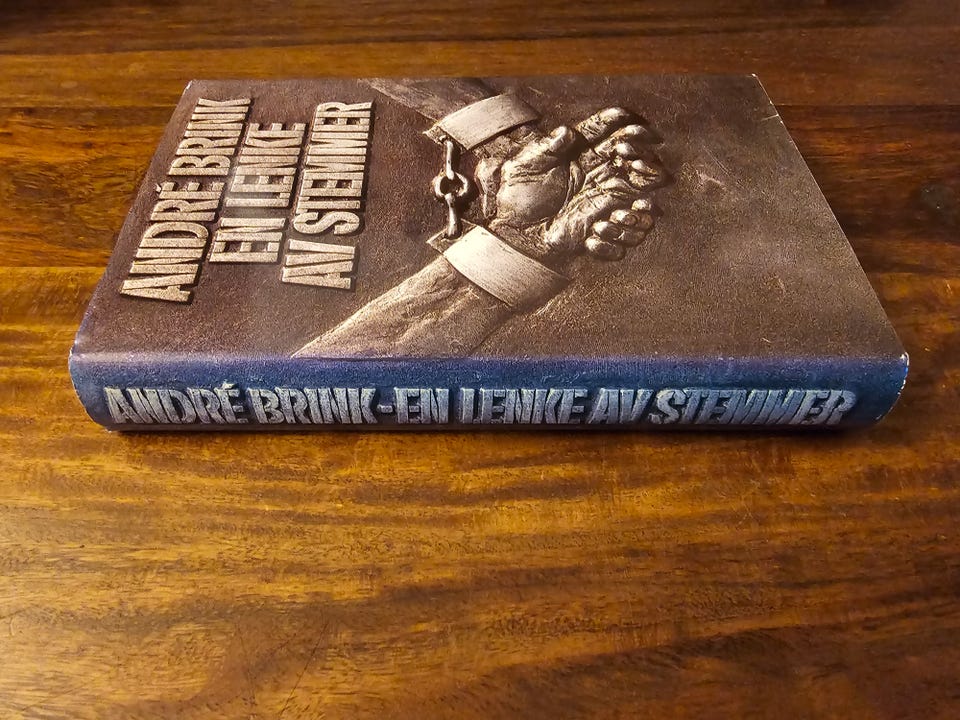 ANDRÉ BRINK
EN LENKE
AV STEMMER
ANDRÉ BRINK-EN LENKE AV STEMMER